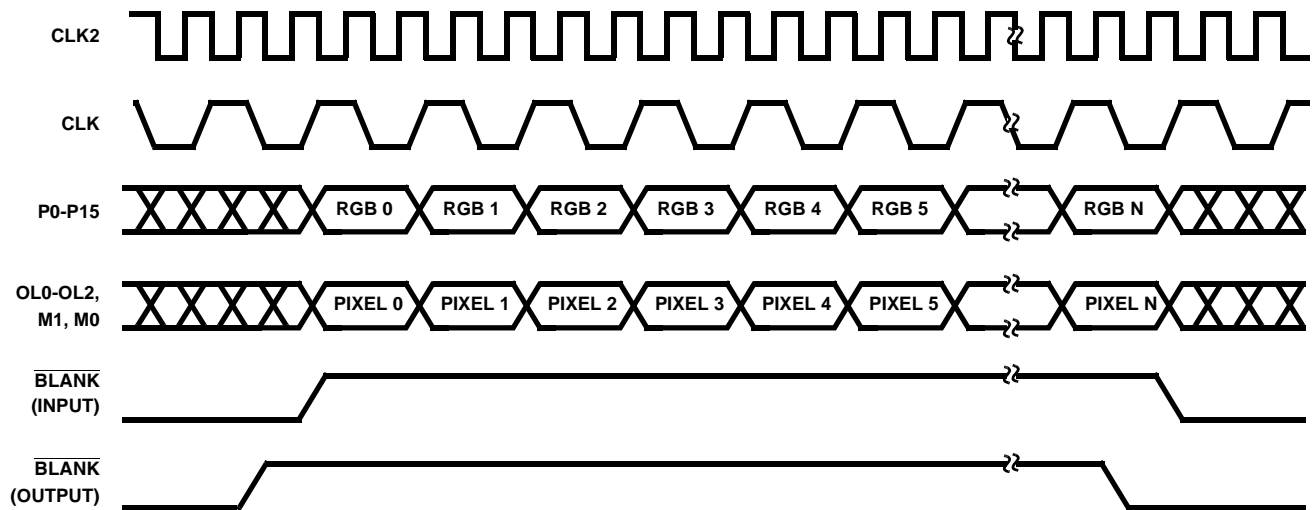 CLK2
CLK
P0-P15
RGB 0 RGB 1 RGB 2 RGB 3 RGB 4 RGB 5 RGB N
OL0-OL2,
M1, M0
PIXEL 0 PIXEL 1 PIXEL 2 PIXEL 3 PIXEL 4 PIXEL 5 PIXEL N
BLANK
(INPUT)
BLANK
(OUTPUT)